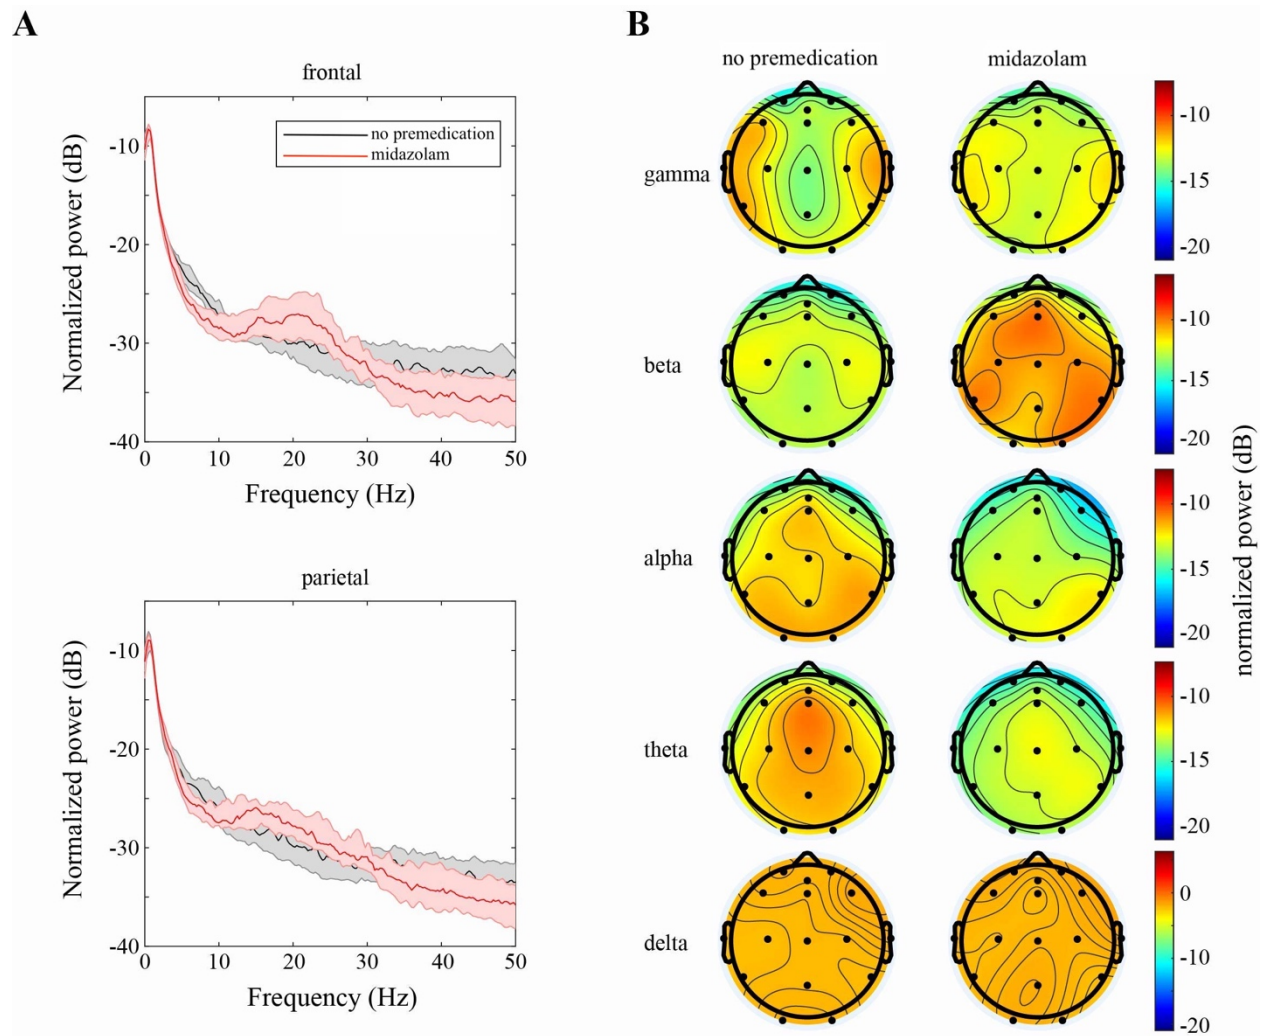 A
frontal
Normalized power (dB)
-10
-20
-30
-40
no premedication
midazolam
0
10
20
30
40
50
Frequency (Hz)
parietal
Normalized power (dB)
-10
-20
-30
-40
0
10
20
30
40
50
Frequency (Hz)
B
no premedication
midazolam
gamma
-10
-15
-20
beta
-10
-15
-20
alpha
-10
-15
-20
theta
-10
-15
-20
delta
0
-10
-20
normalized power (dB)